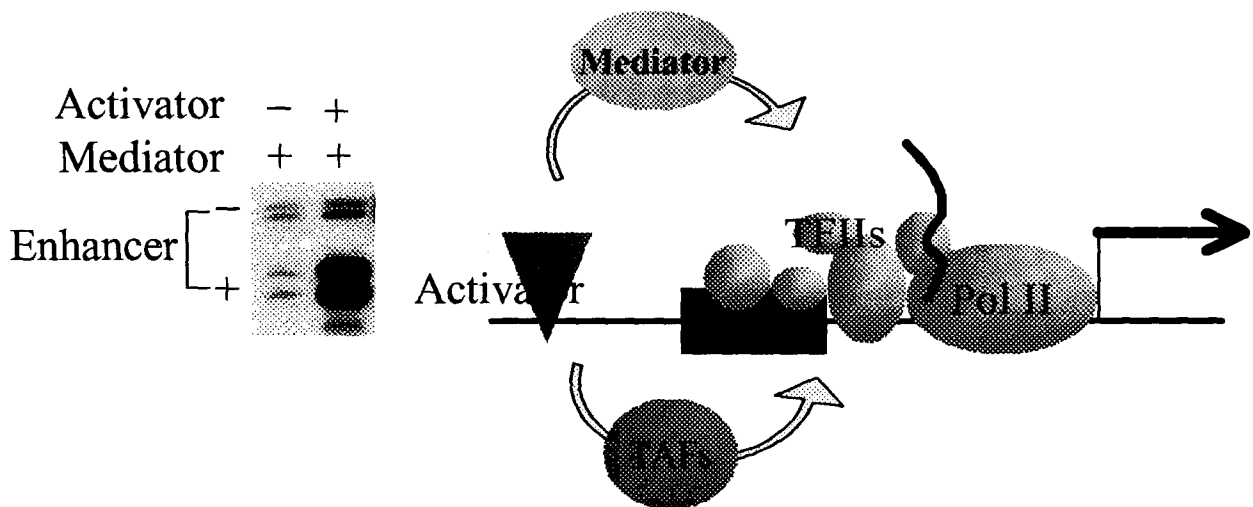 Mediator
Activator − +
Mediator + +
Enhancer
−
+
TFIIs
Activator
Pol II
TAFs